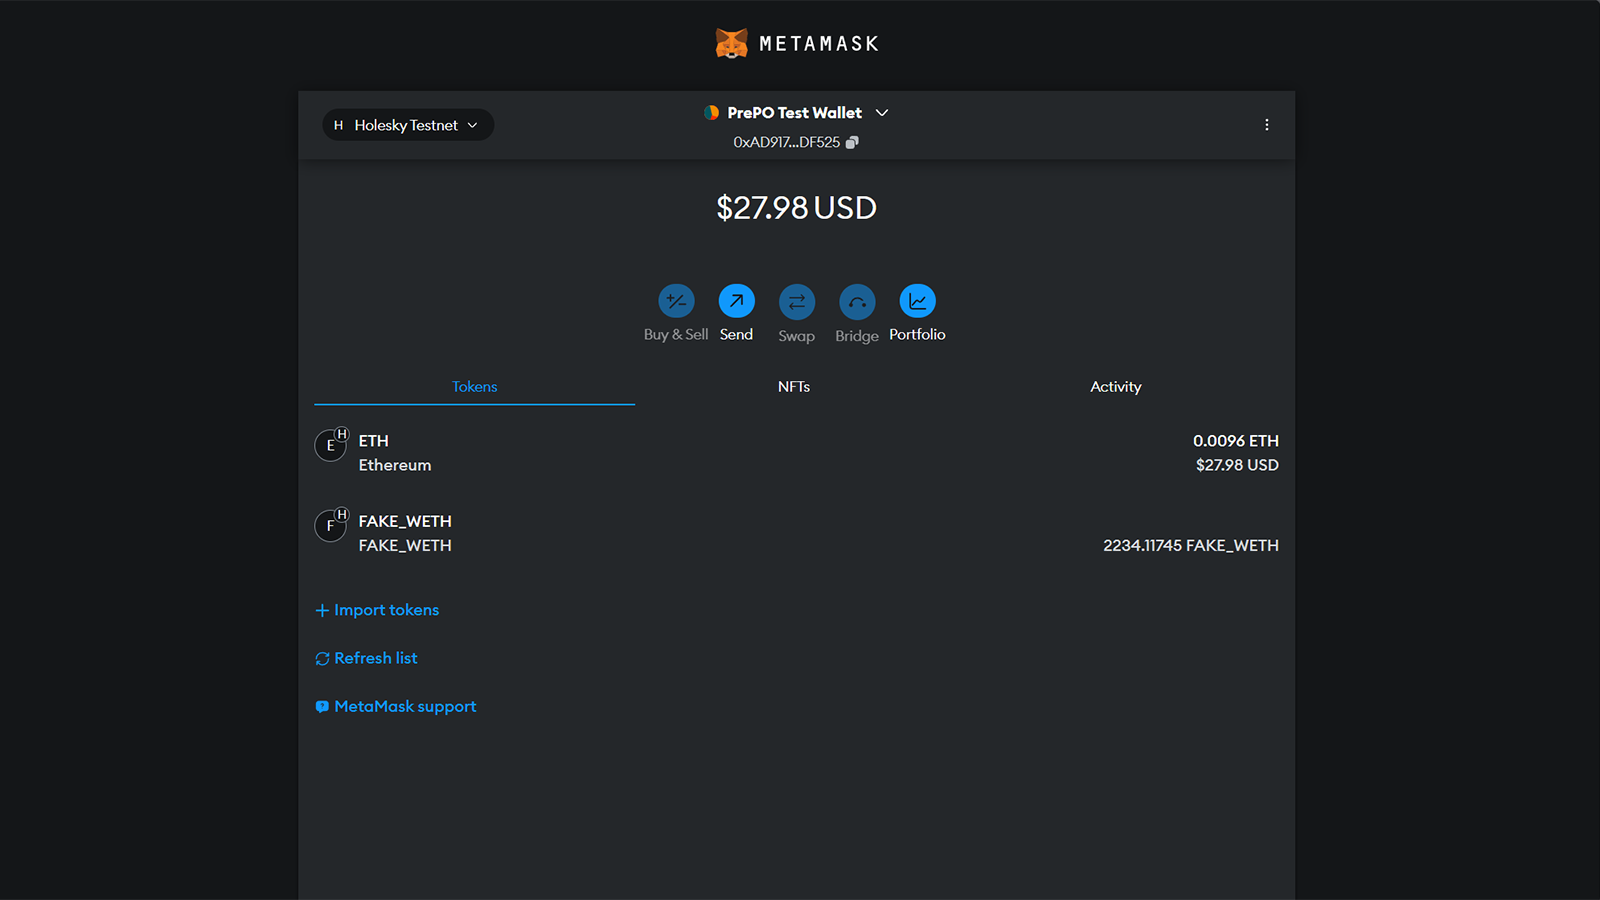 METAMASK
H Holesky Testnet
PrePO Test Wallet
0xAD917...DF525
$27.98 USD
Buy & Sell
Send
Swap
Bridge
Portfolio
Tokens
NFTs
Activity
E H
ETH
0.0096 ETH
Ethereum
$27.98 USD
F H
FAKE_WETH
FAKE_WETH
2234.11745 FAKE_WETH
Import tokens
Refresh list
MetaMask support